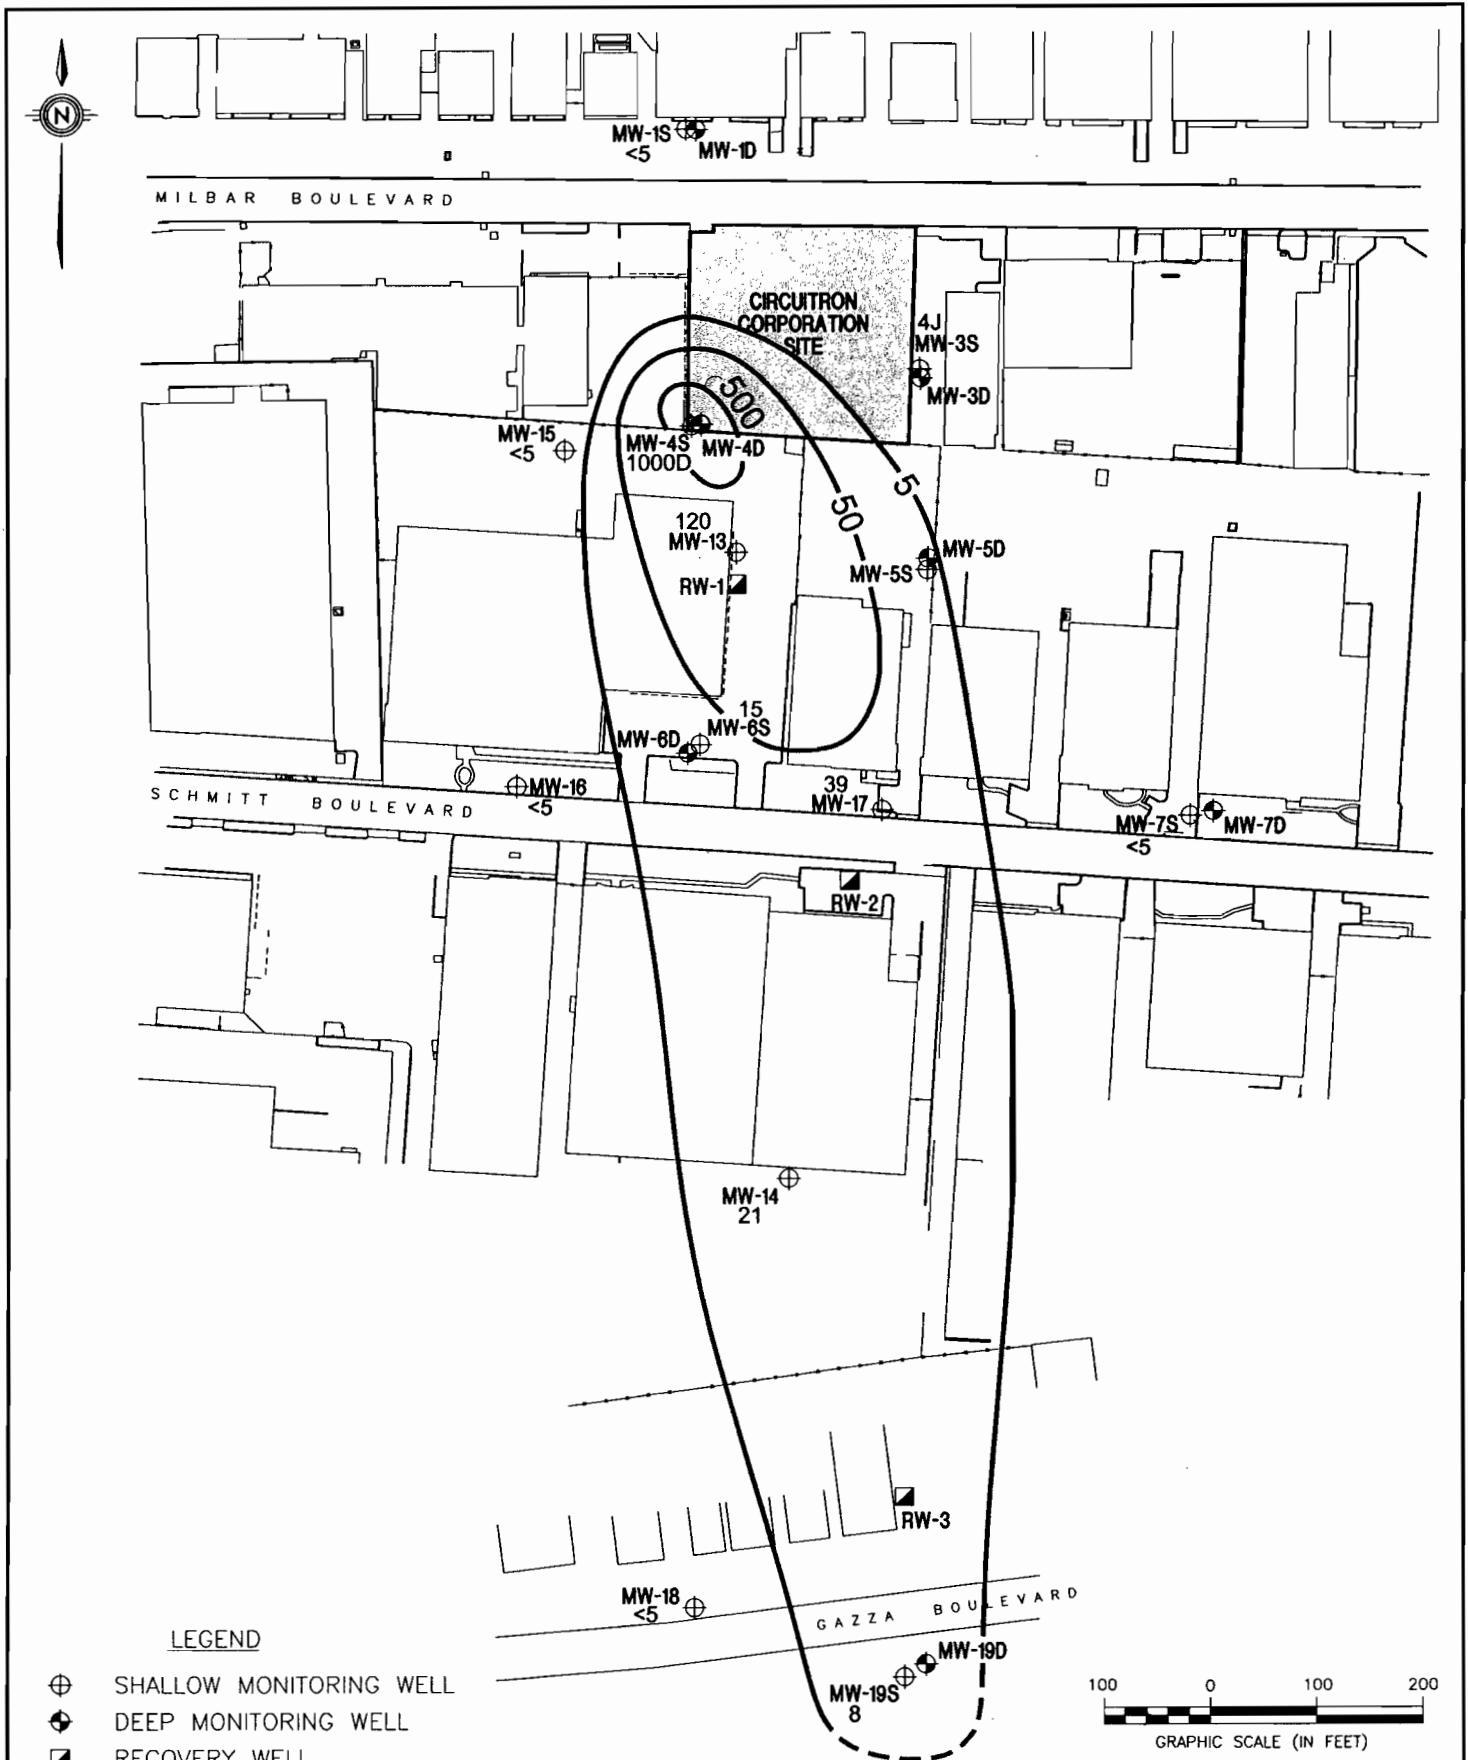 N
MW-1S
<5
MW-1D
MILBAR BOULEVARD
CIRCUITRON
CORPORATION
SITE
4J
MW-3S
MW-3D
500
MW-15
<5
MW-4S
1000D
MW-4D
5
50
120
MW-13
MW-5D
MW-5S
RW-1
15
MW-6S
MW-6D
MW-16
<5
39
MW-17
SCHMITT BOULEVARD
MW-7S
<5
MW-7D
RW-2
MW-14
21
RW-3
MW-18
<5
GAZZA BOULEVARD
MW-19D
MW-19S
8
LEGEND
SHALLOW MONITORING WELL
DEEP MONITORING WELL
RECOVERY WELL
100 0 100 200
GRAPHIC SCALE (IN FEET)